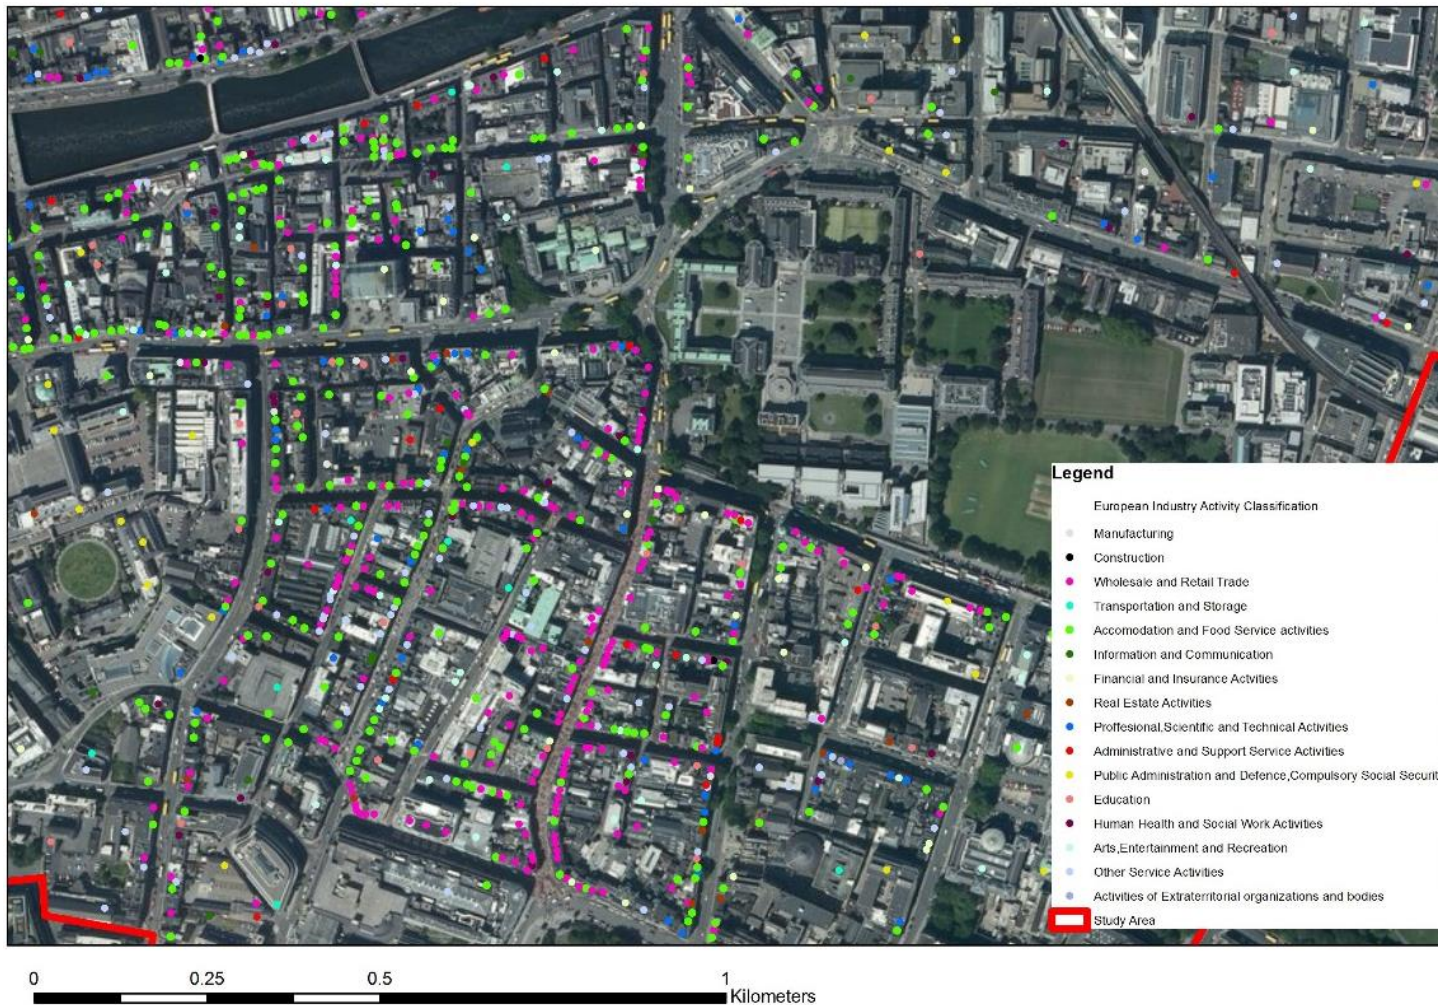 Legend
European Industry Activity Classification
Manufacturing
Construction
Wholesale and Retail Trade
Transportation and Storage
Accomodation and Food Service activities
Information and Communication
Financial and Insurance Actvities
Real Estate Activities
Proffesional,Scientific and Technical Activities
Administrative and Support Service Activities
Public Administration and Defence,Compulsory Social Securit
Education
Human Health and Social Work Activities
Arts,Entertainment and Recreation
Other Service Activities
Activities of Extraterritorial organizations and bodies
Study Area
0 0.25 0.5 1
Kilometers